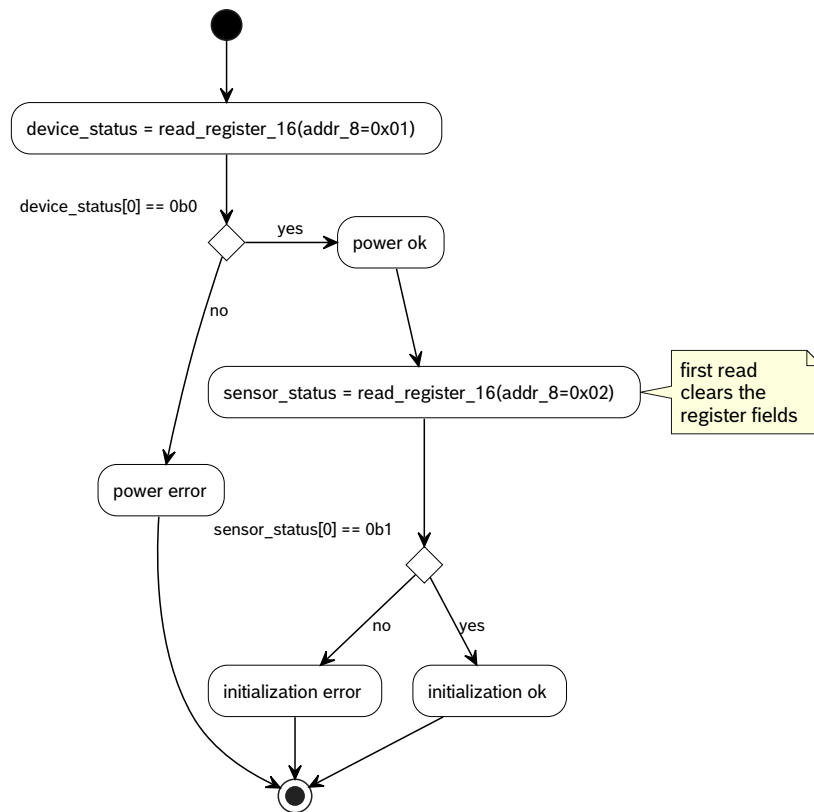 device_status = read_register_16(addr_8=0x01)
device_status[0] == 0b0
yes
power ok
no
sensor_status = read_register_16(addr_8=0x02)
first read
clears the
register fields
power error
sensor_status[0] == 0b1
no
yes
initialization error
initialization ok